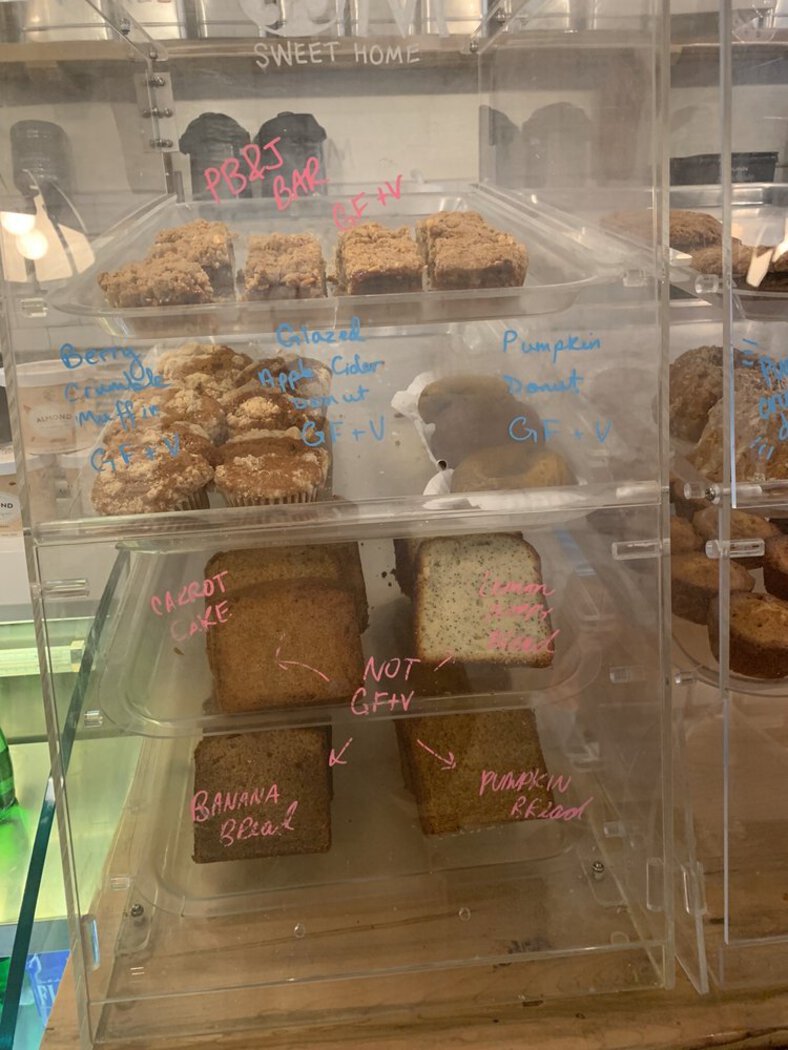 OM
SWEET HOME
PB&J
BAR
GF+V
Berry
Crumble
Muffin
GF+V
Glazed
Apple Cider
Donut
GF+V
Pumpkin
Donut
GF+V
ALMOND
CARROT
CAKE
Lemon
Poppy
Bread
NOT
GF+V
BANANA
BREad
PUMPKIN
BREad